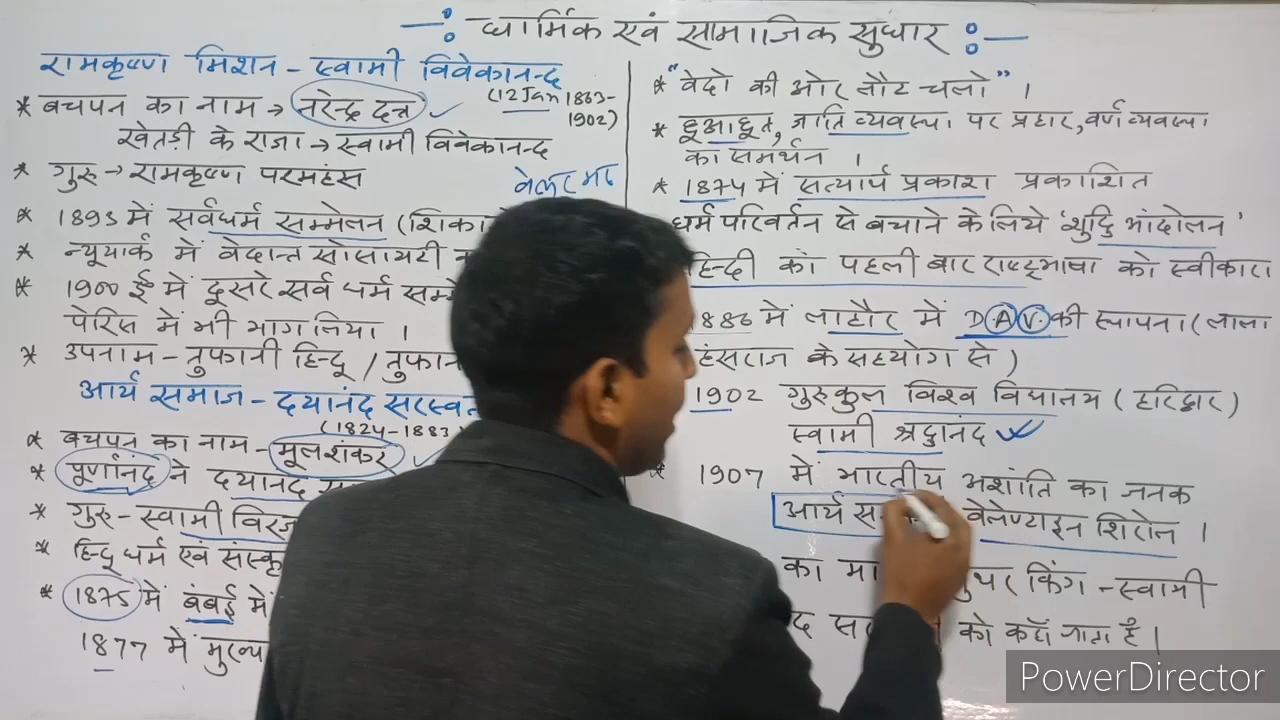 धार्मिक एवं सामाजिक सुधार
रामकृष्ण मिशन - स्वामी विवेकानन्द
* बचपन का नाम → नरेन्द्र दत्त ✓ (12 Jan 1863-
1902)
खेतड़ी के राजा → स्वामी विवेकानन्द
* गुरु → रामकृष्ण परमहंस
* 1893 में सर्वधर्म सम्मेलन (शिका
* न्यूयार्क में वेदान्त सोसायटी
* 1900 ई में दूसरे सर्व धर्म सम्मे
पेरिस में भी भाग लिया ।
* उपनाम - तुफानी हिन्दू / तुफान
आर्य समाज - दयानंद सरस्वत
(1824-1883
* बचपन का नाम - मूलशंकर
* पूर्णानंद ने दयानंद
* गुरु - स्वामी विरज
* हिन्दू धर्म एवं संस्कृ
* 1875 में बंबई में
1877 में
* "वेदो की ओर लौट चलो" ।
* छूआछूत, जाति व्यवस्था पर प्रहार, वर्ण व्यवस्था
का समर्थन ।
* 1874 में सत्यार्थ प्रकाश प्रकाशित
धर्म परिवर्तन से बचाने के लिये 'शुद्धि आंदोलन'
हिन्दी को पहली बार राष्ट्रभाषा को स्वीकारा
1886 में लाहौर में DAV. की स्थापना (लाला
हंसराज के सहयोग से)
1902 गुरुकुल विश्व विद्यालय (हरिद्वार)
स्वामी श्रद्धानंद ✓
* 1907 में भारतीय अशांति का जनक
आर्य स वेलेण्टाइन शिरोल ।
का मा थर किंग - स्वामी
द सर को कहाँ जाता है ।
PowerDirector